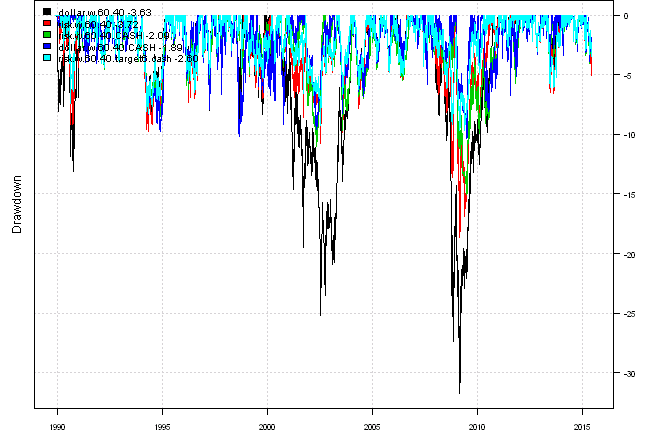 dollar.w.60.40 -3.63
risk.w.60.40 -3.72
risk.w.60.40.CASH -2.09
dollar.w.60.40.CASH -1.89
risk.w.60.40.target6.cash -2.60
Drawdown
0
-5
-10
-15
-20
-25
-30
1990 1995 2000 2005 2010 2015